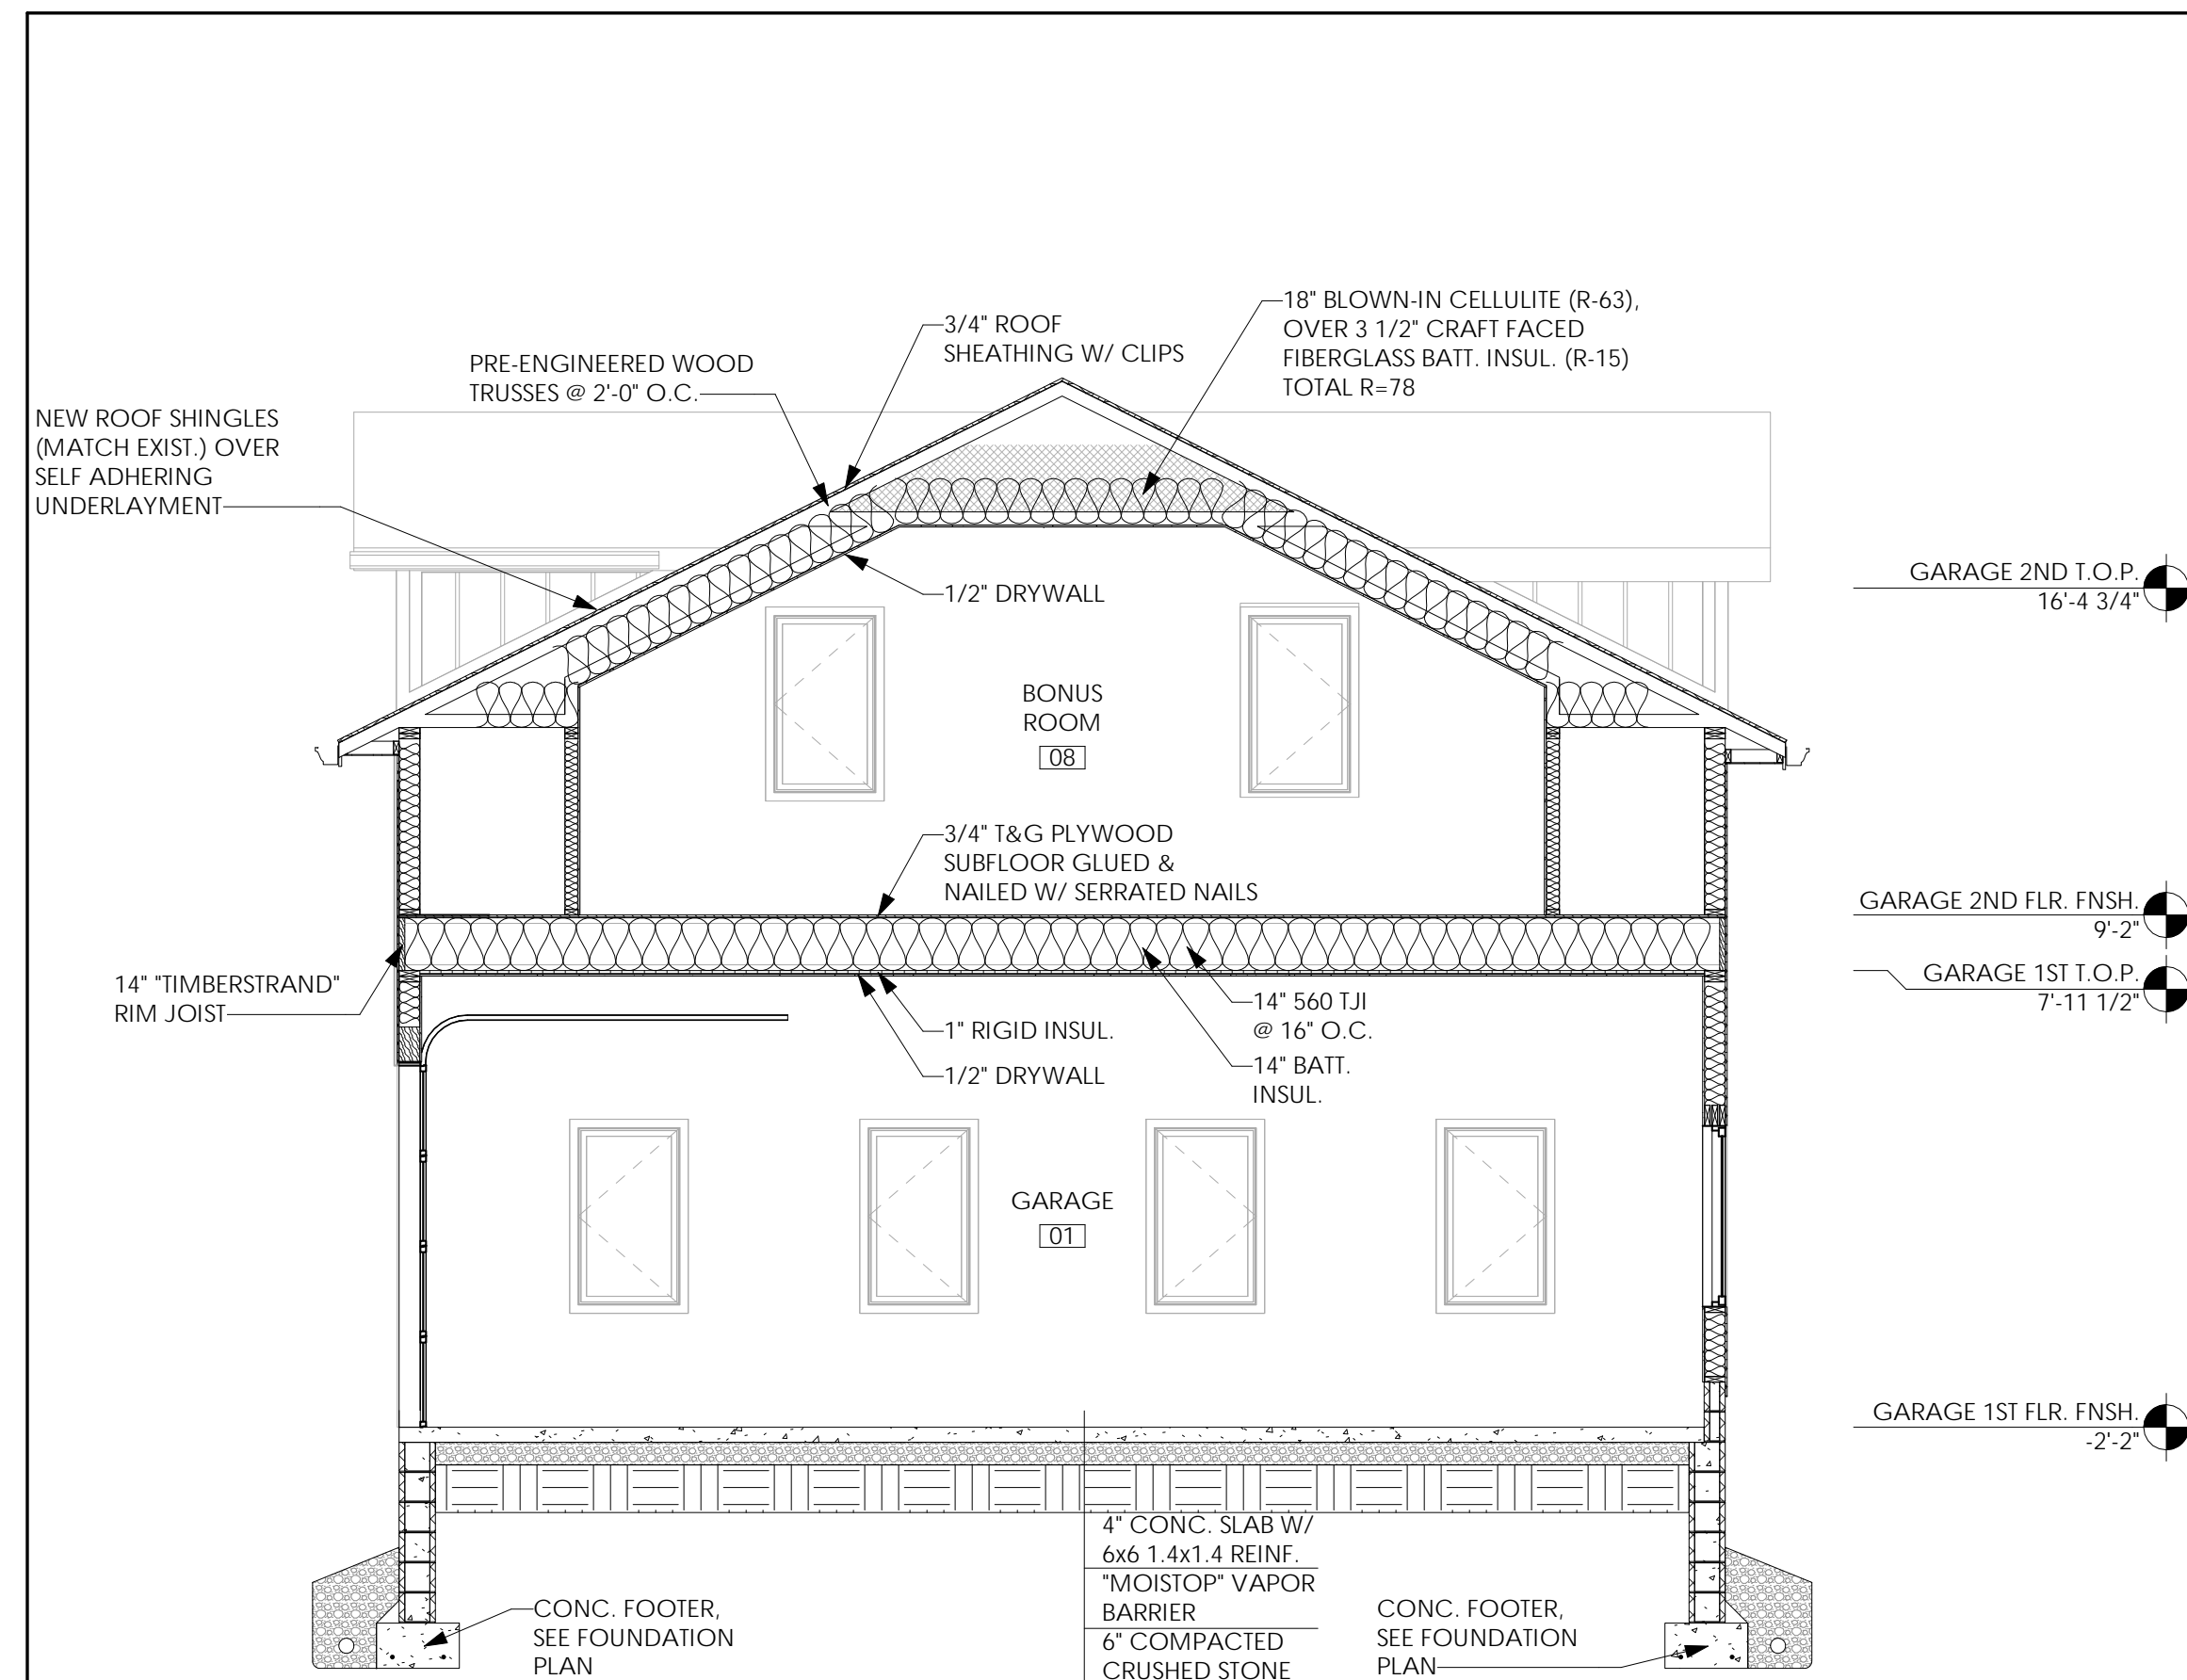 18" BLOWN-IN CELLULITE (R-63),
OVER 3 1/2" CRAFT FACED
FIBERGLASS BATT. INSUL. (R-15)
TOTAL R=78
3/4" ROOF
SHEATHING W/ CLIPS
PRE-ENGINEERED WOOD
TRUSSES @ 2'-0" O.C.
NEW ROOF SHINGLES
(MATCH EXIST.) OVER
SELF ADHERING
UNDERLAYMENT
GARAGE 2ND T.O.P.
16'-4 3/4"
1/2" DRYWALL
BONUS
ROOM
08
3/4" T&G PLYWOOD
SUBFLOOR GLUED &
NAILED W/ SERRATED NAILS
GARAGE 2ND FLR. FNSH.
9'-2"
GARAGE 1ST T.O.P.
7'-11 1/2"
14" "TIMBERSTRAND"
RIM JOIST
14" 560 TJI
@ 16" O.C.
1" RIGID INSUL.
14" BATT.
INSUL.
1/2" DRYWALL
GARAGE
01
GARAGE 1ST FLR. FNSH.
-2'-2"
4" CONC. SLAB W/
6x6 1.4x1.4 REINF.
"MOISTOP" VAPOR
BARRIER
6" COMPACTED
CRUSHED STONE
CONC. FOOTER,
SEE FOUNDATION
PLAN
CONC. FOOTER,
SEE FOUNDATION
PLAN